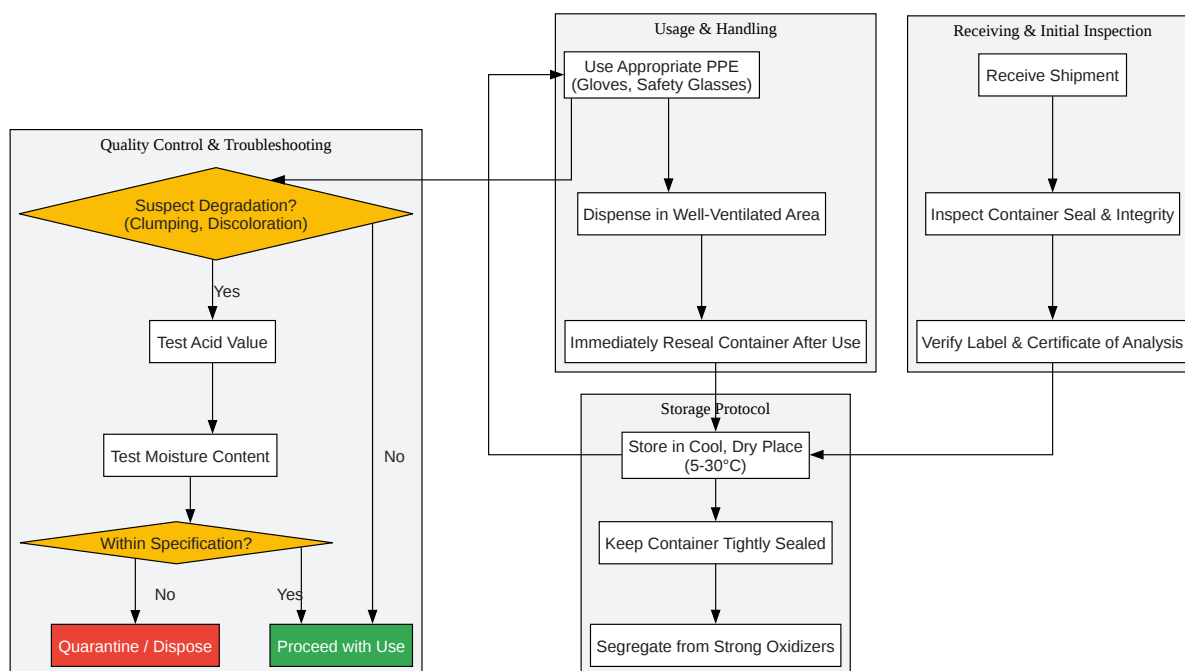 Usage & Handling
Use Appropriate PPE
(Gloves, Safety Glasses)
Dispense in Well-Ventilated Area
Immediately Reseal Container After Use
Receiving & Initial Inspection
Receive Shipment
Inspect Container Seal & Integrity
Verify Label & Certificate of Analysis
Quality Control & Troubleshooting
Suspect Degradation?
(Clumping, Discoloration)
Yes
No
Test Acid Value
Test Moisture Content
Within Specification?
No
Yes
Quarantine / Dispose
Proceed with Use
Storage Protocol
Store in Cool, Dry Place
(5-30°C)
Keep Container Tightly Sealed
Segregate from Strong Oxidizers